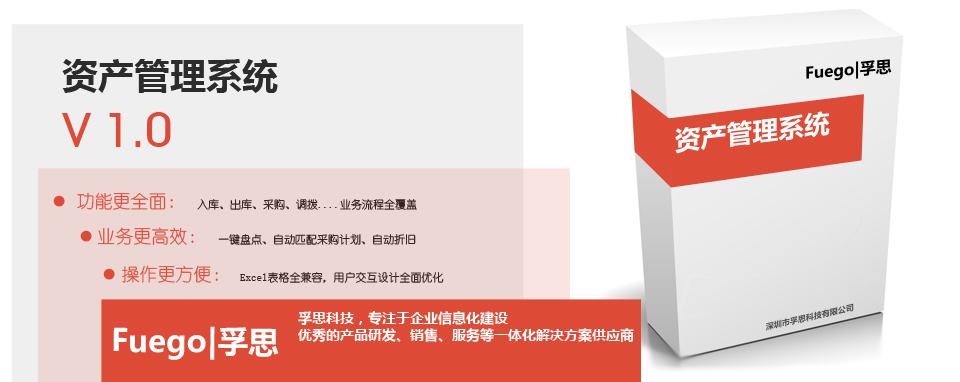 资产管理系统
V 1.0
功能更全面： 入库、出库、采购、调拨....业务流程全覆盖
业务更高效： 一键盘点、自动匹配采购计划、自动折旧
操作更方便： Excel表格全兼容，用户交互设计全面优化
Fuego|孚思
孚思科技，专注于企业信息化建设
优秀的产品研发、销售、服务等一体化解决方案供应商
Fuego|孚思
资产管理系统
深圳市孚思科技有限公司